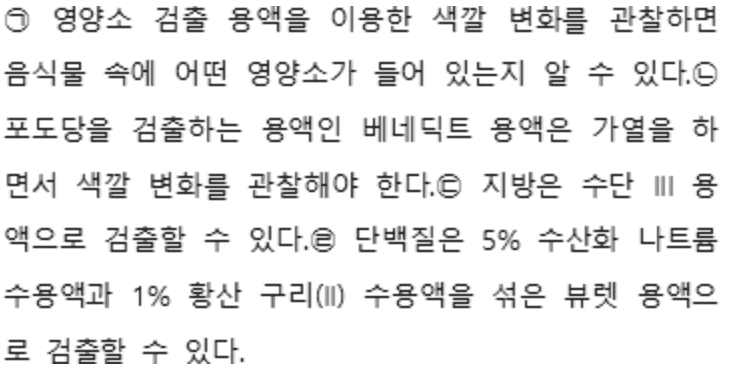 ㉠ 영양소 검출 용액을 이용한 색깔 변화를 관찰하면
음식물 속에 어떤 영양소가 들어 있는지 알 수 있다.㉡
포도당을 검출하는 용액인 베네딕트 용액은 가열을 하
면서 색깔 변화를 관찰해야 한다.㉢ 지방은 수단 Ⅲ 용
액으로 검출할 수 있다.㉣ 단백질은 5% 수산화 나트륨
수용액과 1% 황산 구리(Ⅱ) 수용액을 섞은 뷰렛 용액으
로 검출할 수 있다.